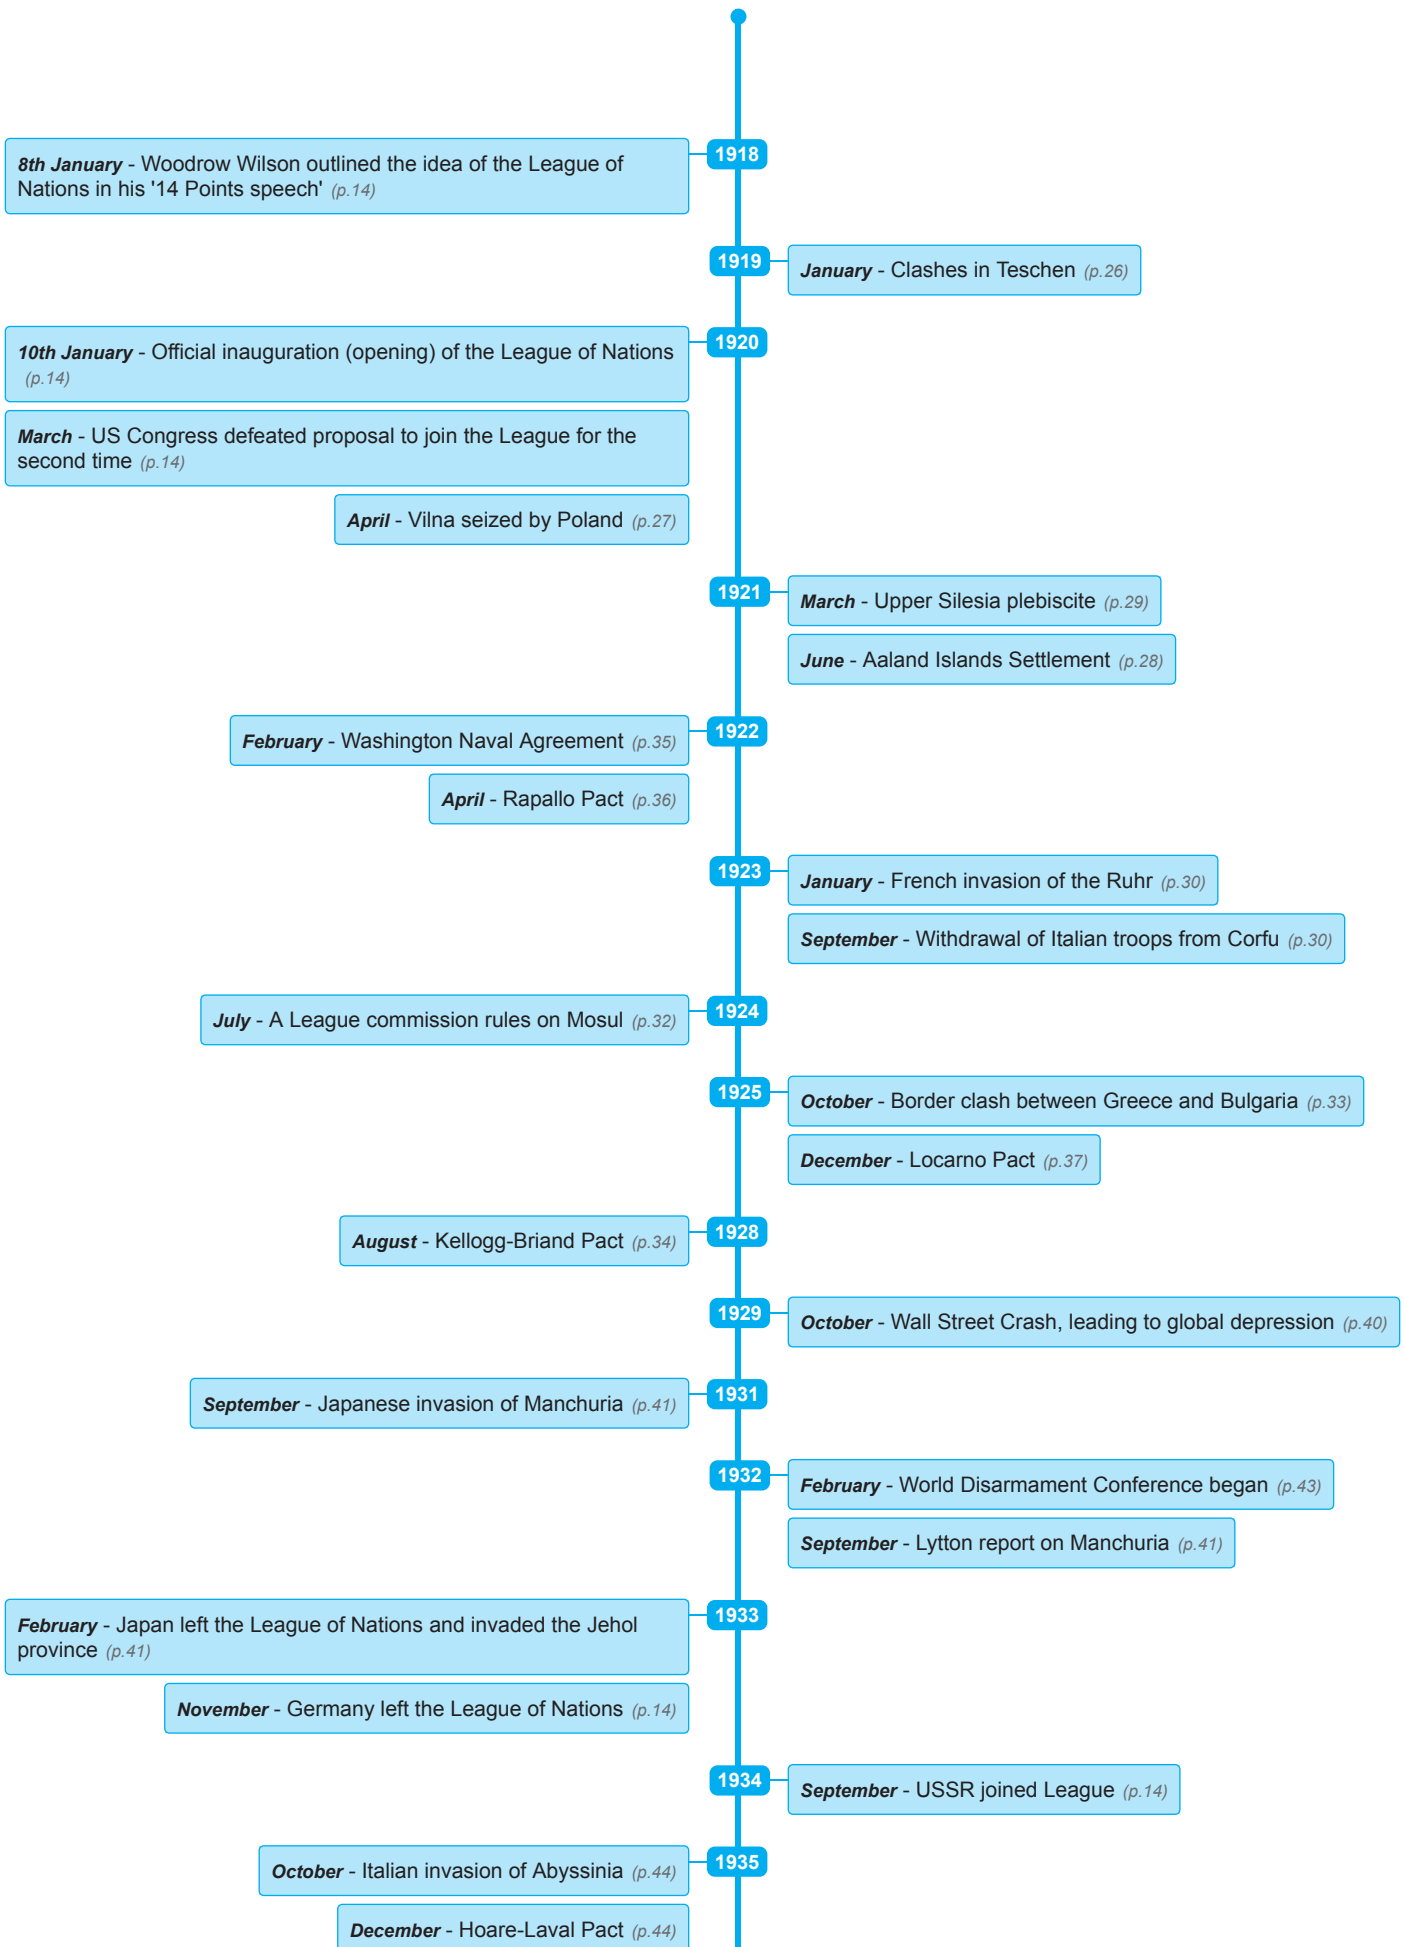 1918
8th January - Woodrow Wilson outlined the idea of the League of
Nations in his '14 Points speech' (p.14)
1919
January - Clashes in Teschen (p.26)
1920
10th January - Official inauguration (opening) of the League of Nations
(p.14)
March - US Congress defeated proposal to join the League for the
second time (p.14)
April - Vilna seized by Poland (p.27)
1921
March - Upper Silesia plebiscite (p.29)
June - Aaland Islands Settlement (p.28)
1922
February - Washington Naval Agreement (p.35)
April - Rapallo Pact (p.36)
1923
January - French invasion of the Ruhr (p.30)
September - Withdrawal of Italian troops from Corfu (p.30)
1924
July - A League commission rules on Mosul (p.32)
1925
October - Border clash between Greece and Bulgaria (p.33)
December - Locarno Pact (p.37)
1928
August - Kellogg-Briand Pact (p.34)
1929
October - Wall Street Crash, leading to global depression (p.40)
1931
September - Japanese invasion of Manchuria (p.41)
1932
February - World Disarmament Conference began (p.43)
September - Lytton report on Manchuria (p.41)
1933
February - Japan left the League of Nations and invaded the Jehol
province (p.41)
November - Germany left the League of Nations (p.14)
1934
September - USSR joined League (p.14)
1935
October - Italian invasion of Abyssinia (p.44)
December - Hoare-Laval Pact (p.44)